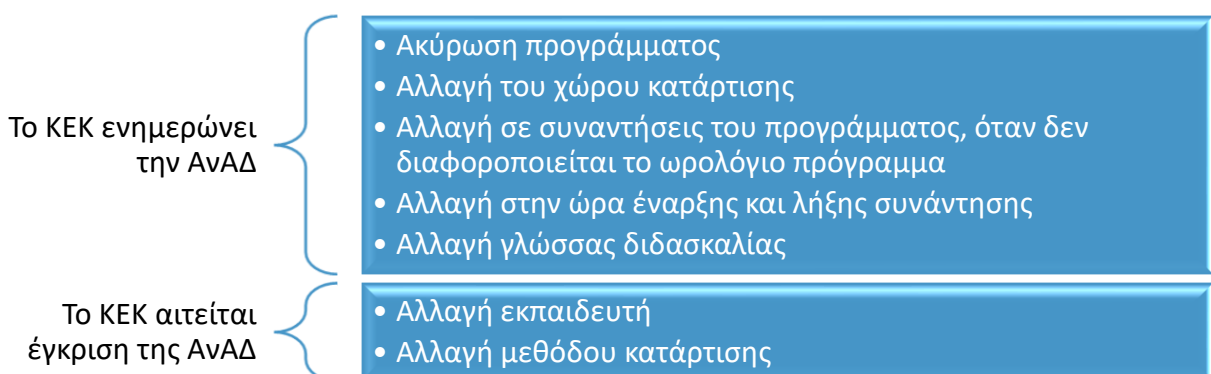 Το ΚΕΚ ενημερώνει
την ΑνΑΔ
• Ακύρωση προγράμματος
• Αλλαγή του χώρου κατάρτισης
• Αλλαγή σε συναντήσεις του προγράμματος, όταν δεν
διαφοροποιείται το ωρολόγιο πρόγραμμα
• Αλλαγή στην ώρα έναρξης και λήξης συνάντησης
• Αλλαγή γλώσσας διδασκαλίας
Το ΚΕΚ αιτείται
έγκριση της ΑνΑΔ
• Αλλαγή εκπαιδευτή
• Αλλαγή μεθόδου κατάρτισης